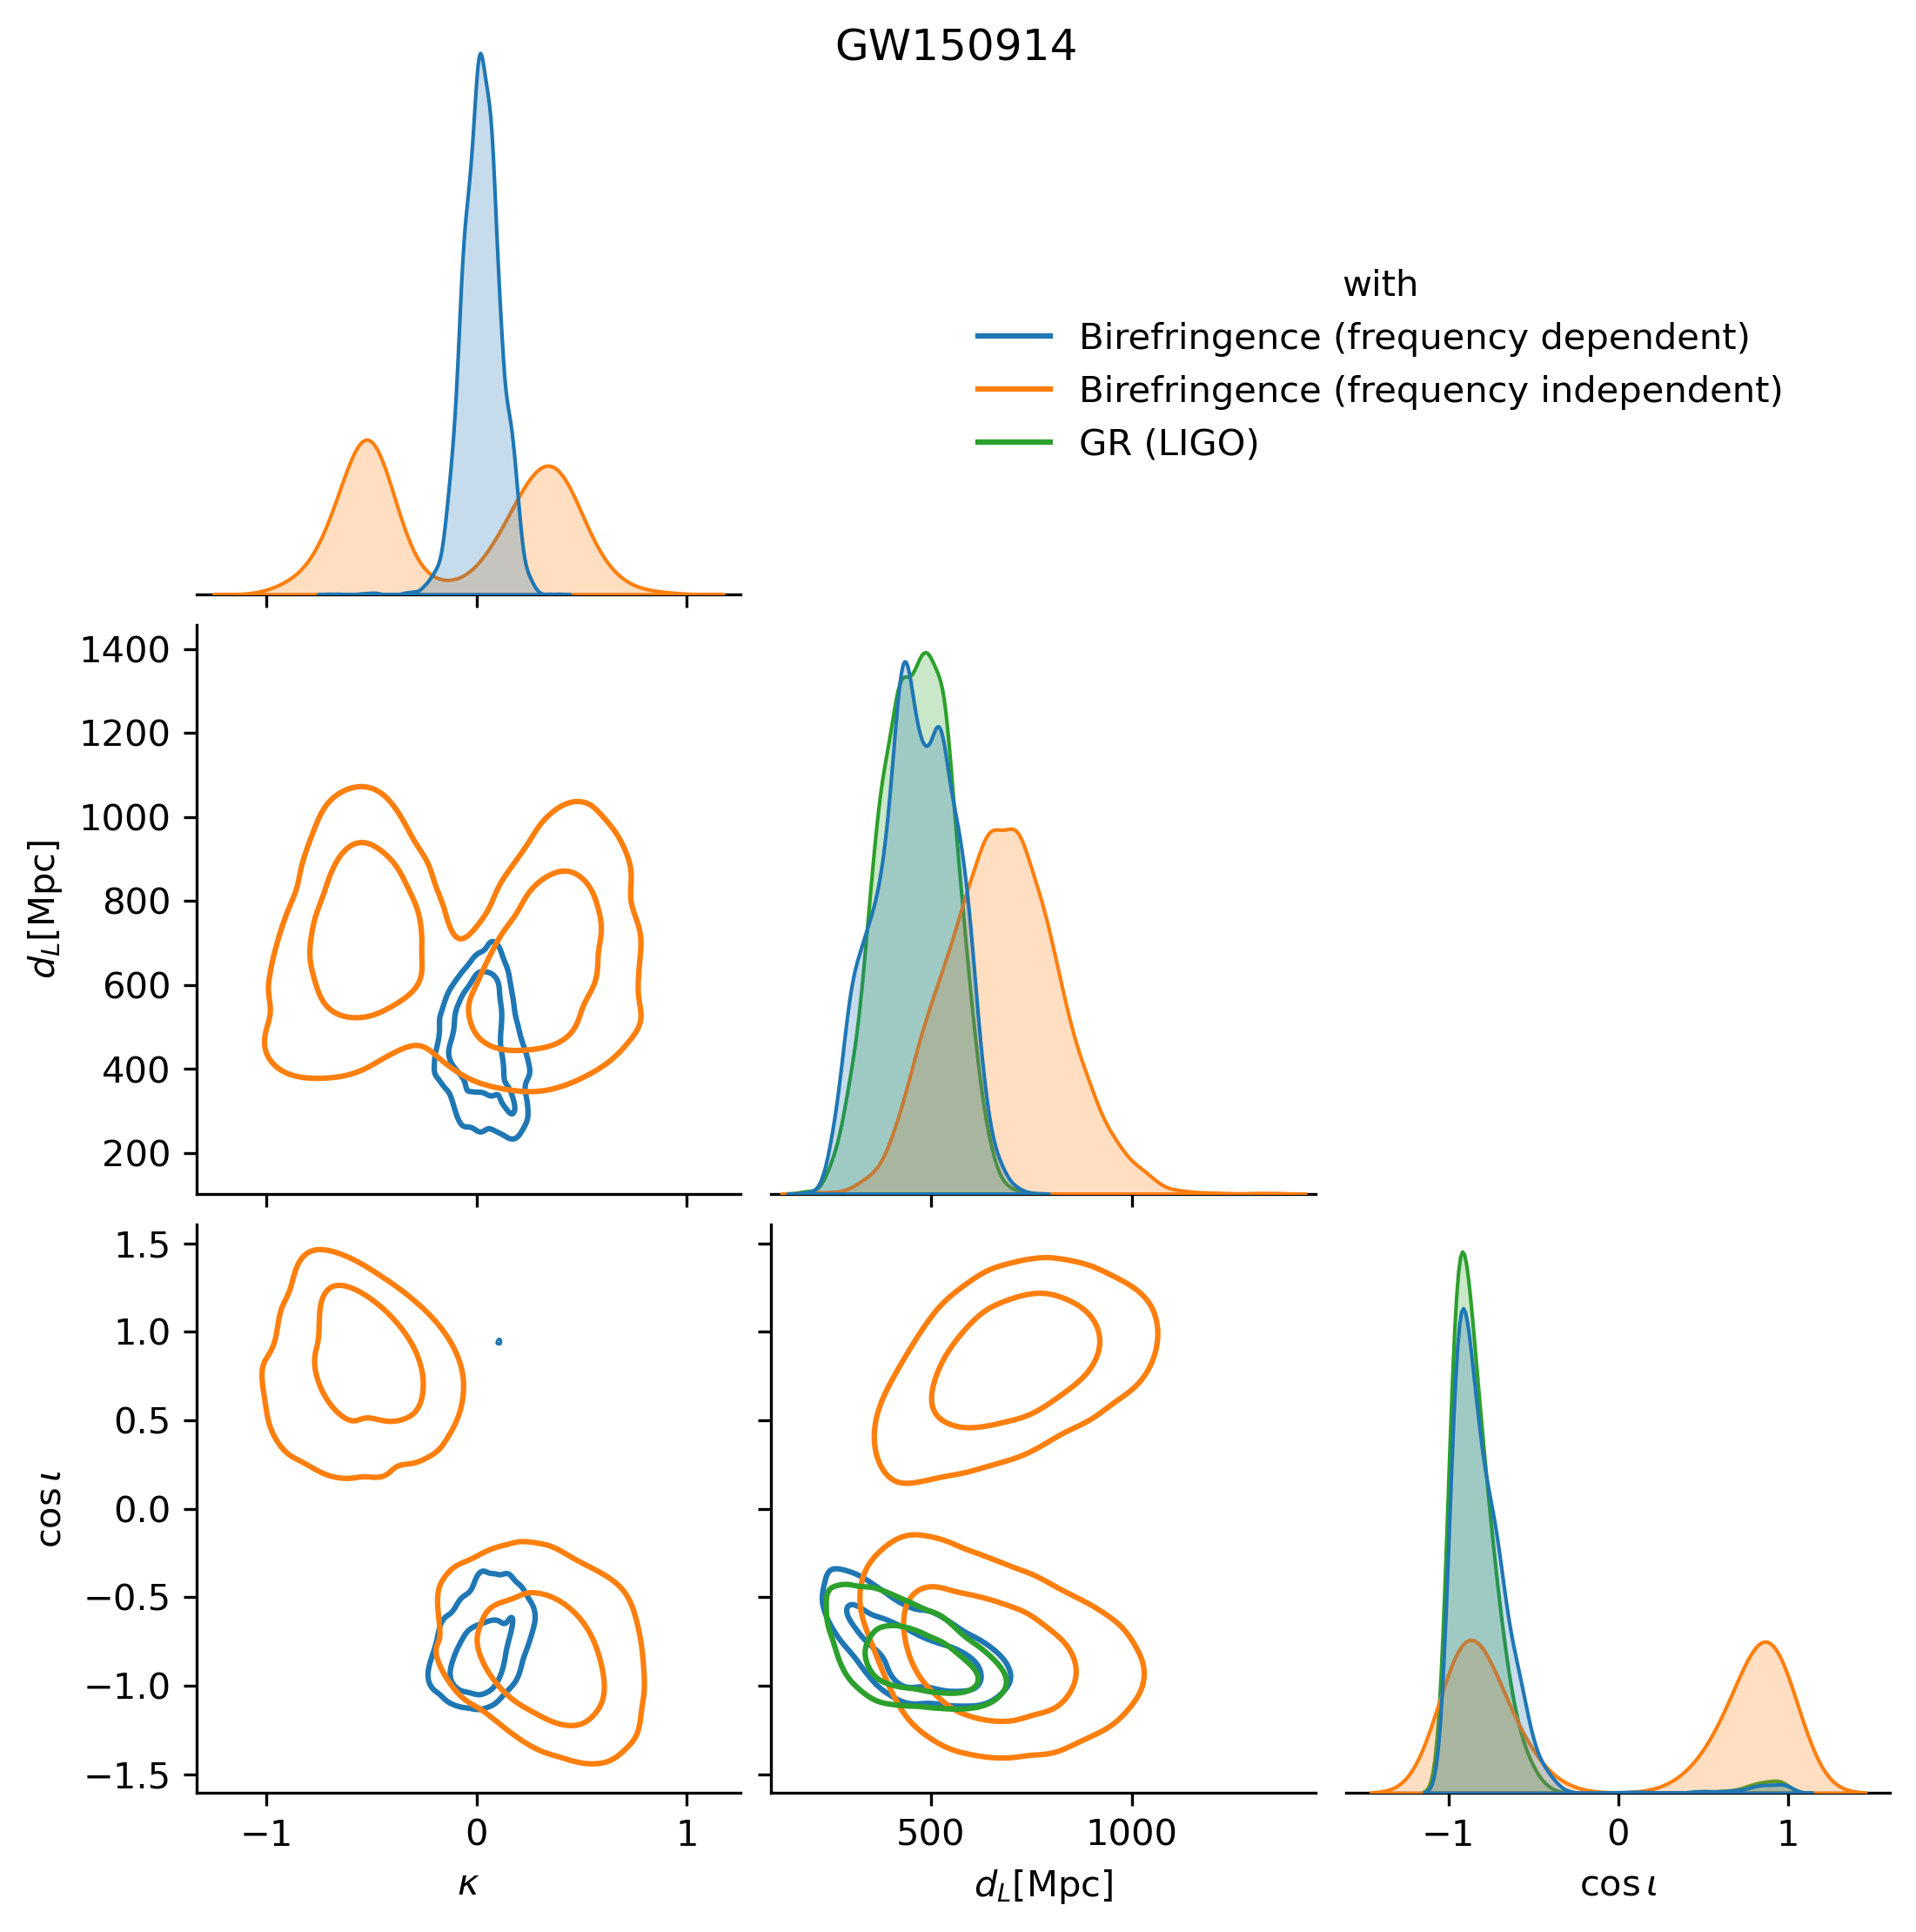 GW150914
with
Birefringence (frequency dependent)
Birefringence (frequency independent)
GR (LIGO)
1400
1200
1000
800
600
400
200
d_L[Mpc]
1.5
1.0
0.5
0.0
−0.5
−1.0
−1.5
cos ι
−1 0 1
κ
500 1000
d_L[Mpc]
−1 0 1
cos ι